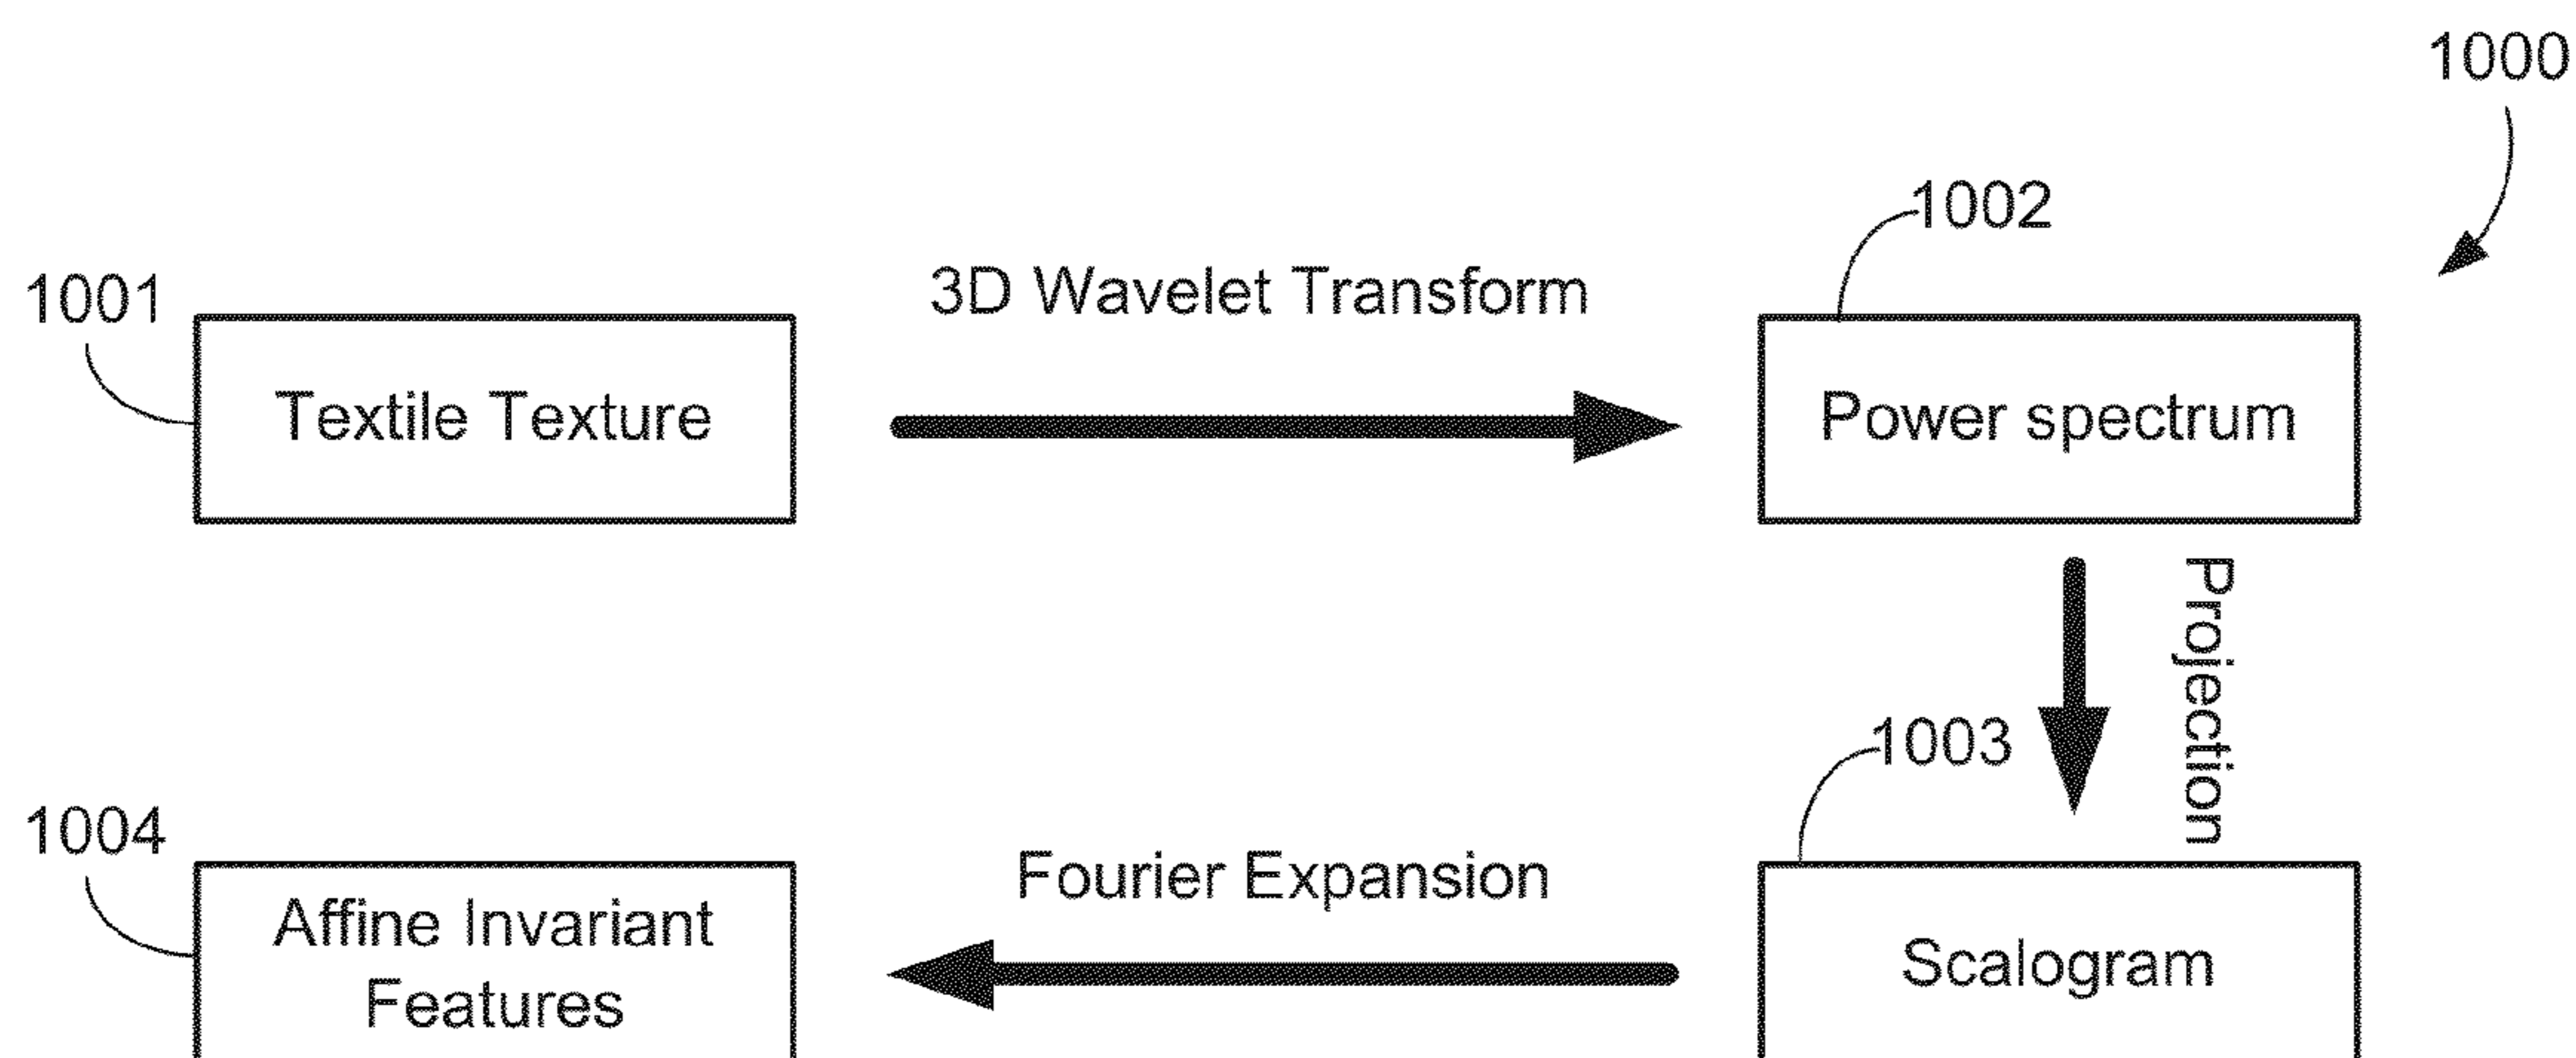 1000
1002
1001
3D Wavelet Transform
Textile Texture
Power spectrum
Projection
1003
1004
Fourier Expansion
Affine Invariant
Features
Scalogram